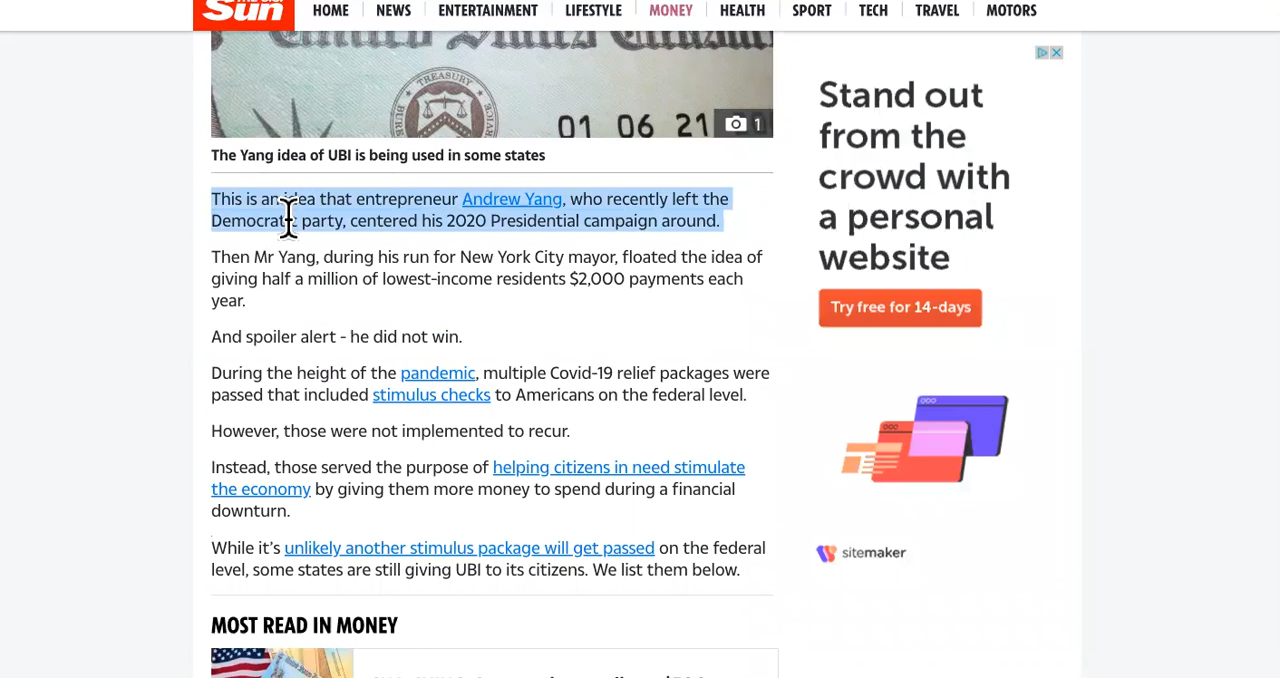 THE U.S. Sun
HOME NEWS ENTERTAINMENT LIFESTYLE MONEY HEALTH SPORT TECH TRAVEL MOTORS
TREASURY
01 06 21
1
The Yang idea of UBI is being used in some states
This is an idea that entrepreneur Andrew Yang, who recently left the
Democratic party, centered his 2020 Presidential campaign around.
Then Mr Yang, during his run for New York City mayor, floated the idea of
giving half a million of lowest-income residents $2,000 payments each
year.
And spoiler alert - he did not win.
During the height of the pandemic, multiple Covid-19 relief packages were
passed that included stimulus checks to Americans on the federal level.
However, those were not implemented to recur.
Instead, those served the purpose of helping citizens in need stimulate
the economy by giving them more money to spend during a financial
downturn.
While it’s unlikely another stimulus package will get passed on the federal
level, some states are still giving UBI to its citizens. We list them below.
MOST READ IN MONEY
Stand out
from the
crowd with
a personal
website
Try free for 14-days
sitemaker